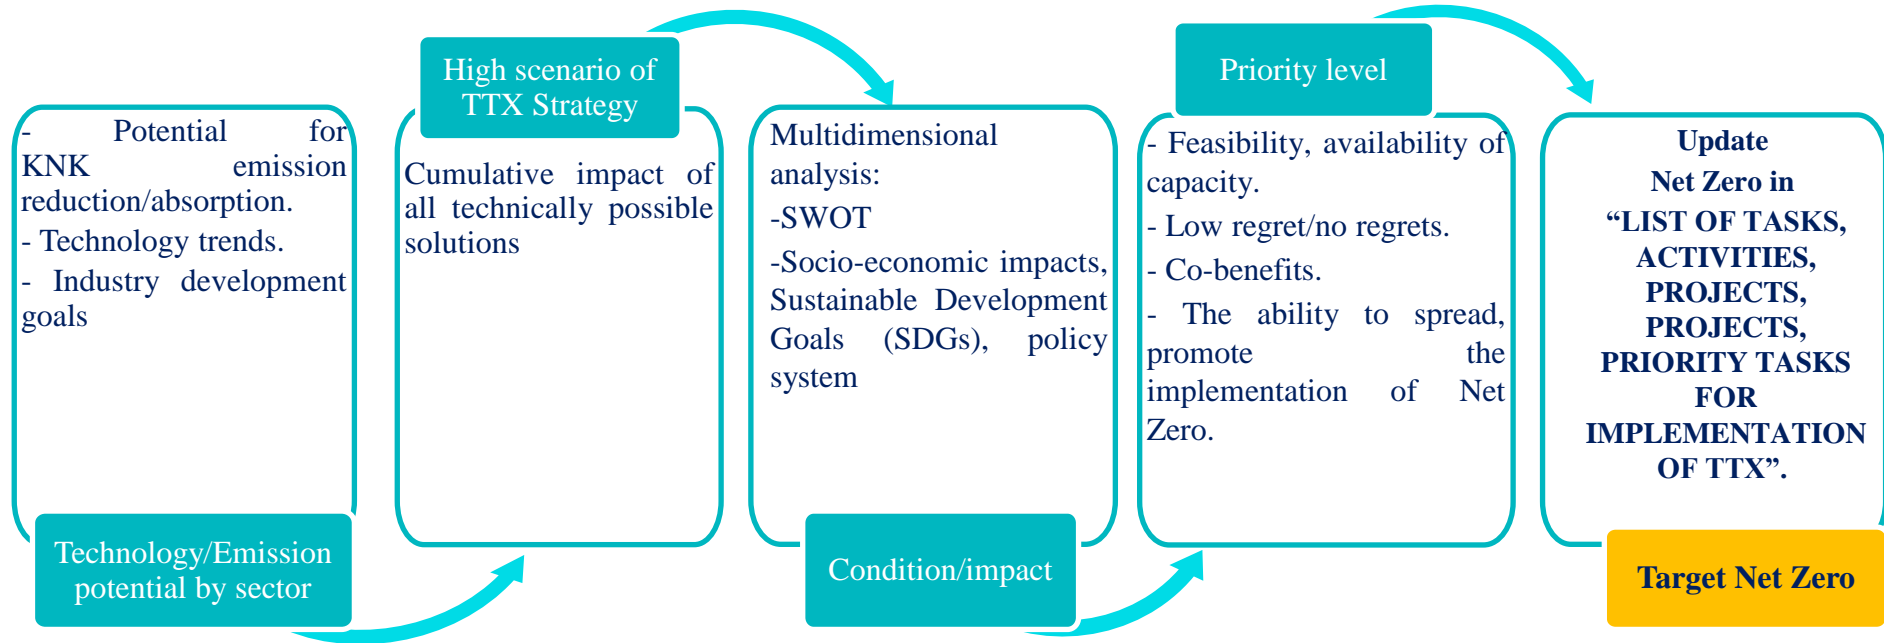 - Potential for
KNK emission
reduction/absorption.
- Technology trends.
- Industry development
goals
Technology/Emission
potential by sector
High scenario of
TTX Strategy
Cumulative impact of
all technically possible
solutions
Multidimensional
analysis:
-SWOT
-Socio-economic impacts,
Sustainable Development
Goals (SDGs), policy
system
Condition/impact
Priority level
- Feasibility, availability of
capacity.
- Low regret/no regrets.
- Co-benefits.
- The ability to spread,
promote the
implementation of Net
Zero.
Update
Net Zero in
“LIST OF TASKS,
ACTIVITIES,
PROJECTS,
PROJECTS,
PRIORITY TASKS
FOR
IMPLEMENTATION
OF TTX”.
Target Net Zero